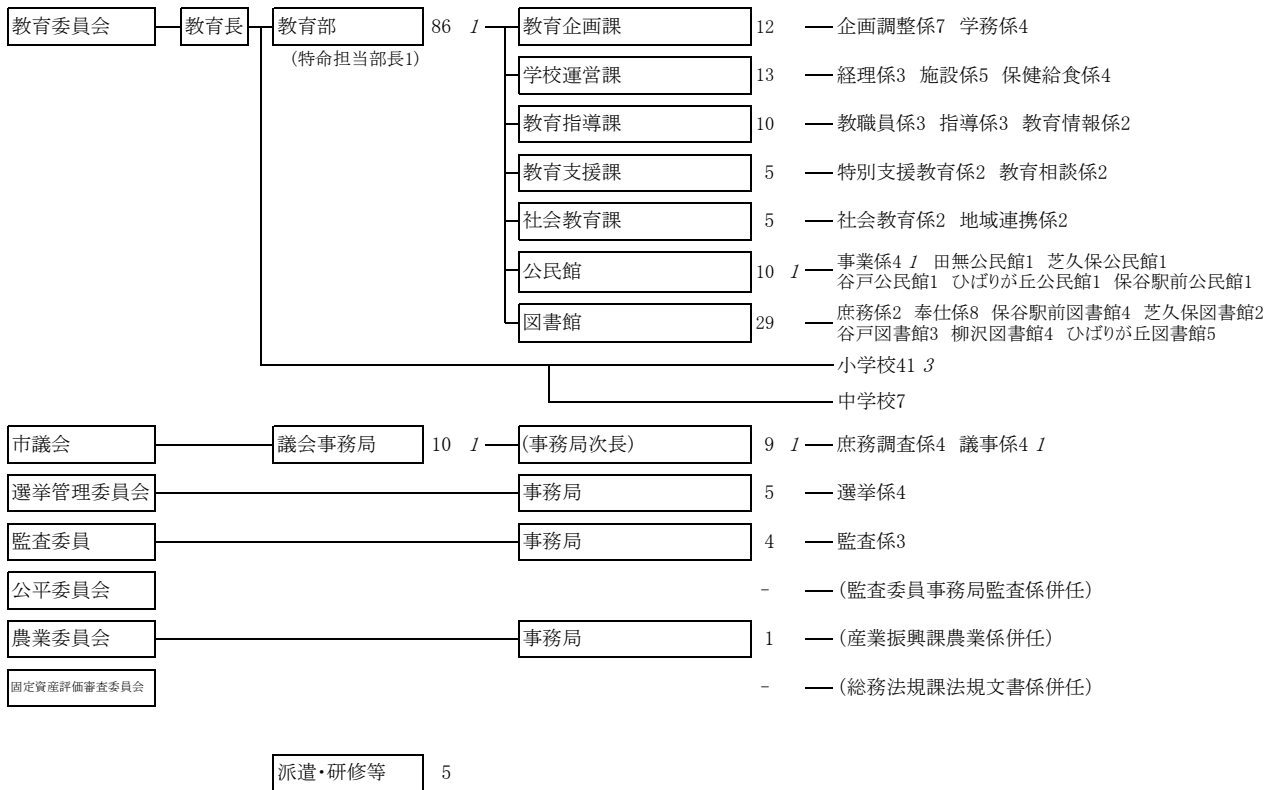 教育委員会 教育長 教育部 86 1 教育企画課 12 企画調整係7 学務係4
(特命担当部長1)
学校運営課 13 経理係3 施設係5 保健給食係4
教育指導課 10 教職員係3 指導係3 教育情報係2
教育支援課 5 特別支援教育係2 教育相談係2
社会教育課 5 社会教育係2 地域連携係2
公民館 10 1 事業係4 1 田無公民館1 芝久保公民館1
谷戸公民館1 ひばりが丘公民館1 保谷駅前公民館1
図書館 29 庶務係2 奉仕係8 保谷駅前図書館4 芝久保図書館2
谷戸図書館3 柳沢図書館4 ひばりが丘図書館5
小学校41 3
中学校7
市議会 議会事務局 10 1 (事務局次長) 9 1 庶務調査係4 議事係4 1
選挙管理委員会 事務局 5 選挙係4
監査委員 事務局 4 監査係3
公平委員会 - (監査委員事務局監査係併任)
農業委員会 事務局 1 (産業振興課農業係併任)
固定資産評価審査委員会 - (総務法規課法規文書係併任)
派遣・研修等 5